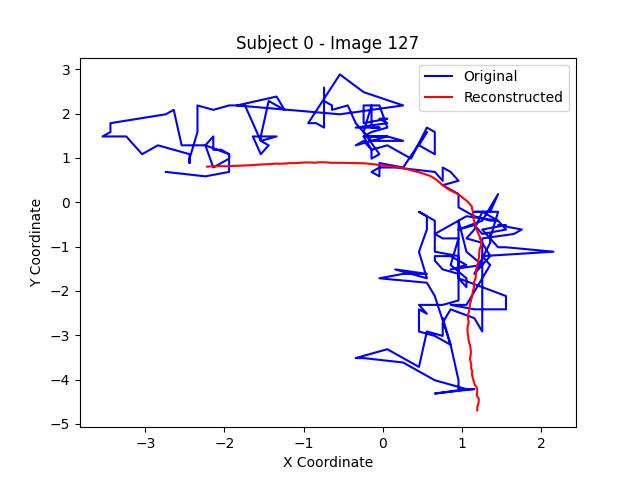 Subject 0 - Image 127
Original
Reconstructed
Y Coordinate
3
2
1
0
−1
−2
−3
−4
−5
−3 −2 −1 0 1 2
X Coordinate